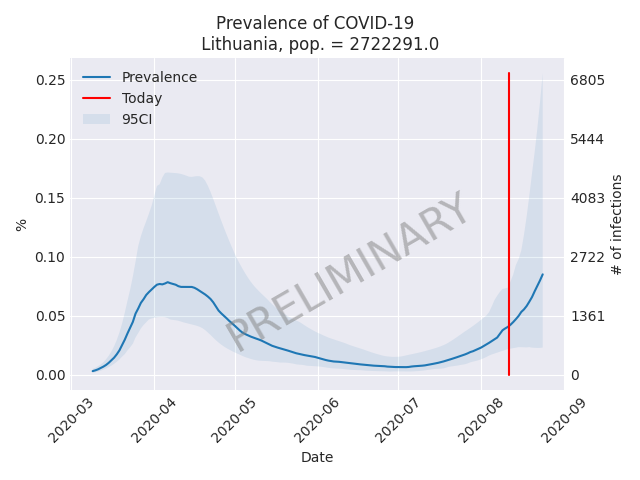 Prevalence of COVID-19
Lithuania, pop. = 2722291.0
Prevalence
Today
95CI
0.25
0.20
0.15
0.10
0.05
0.00
%
6805
5444
4083
2722
1361
0
# of infections
PRELIMINARY
2020-03
2020-04
2020-05
2020-06
2020-07
2020-08
2020-09
Date